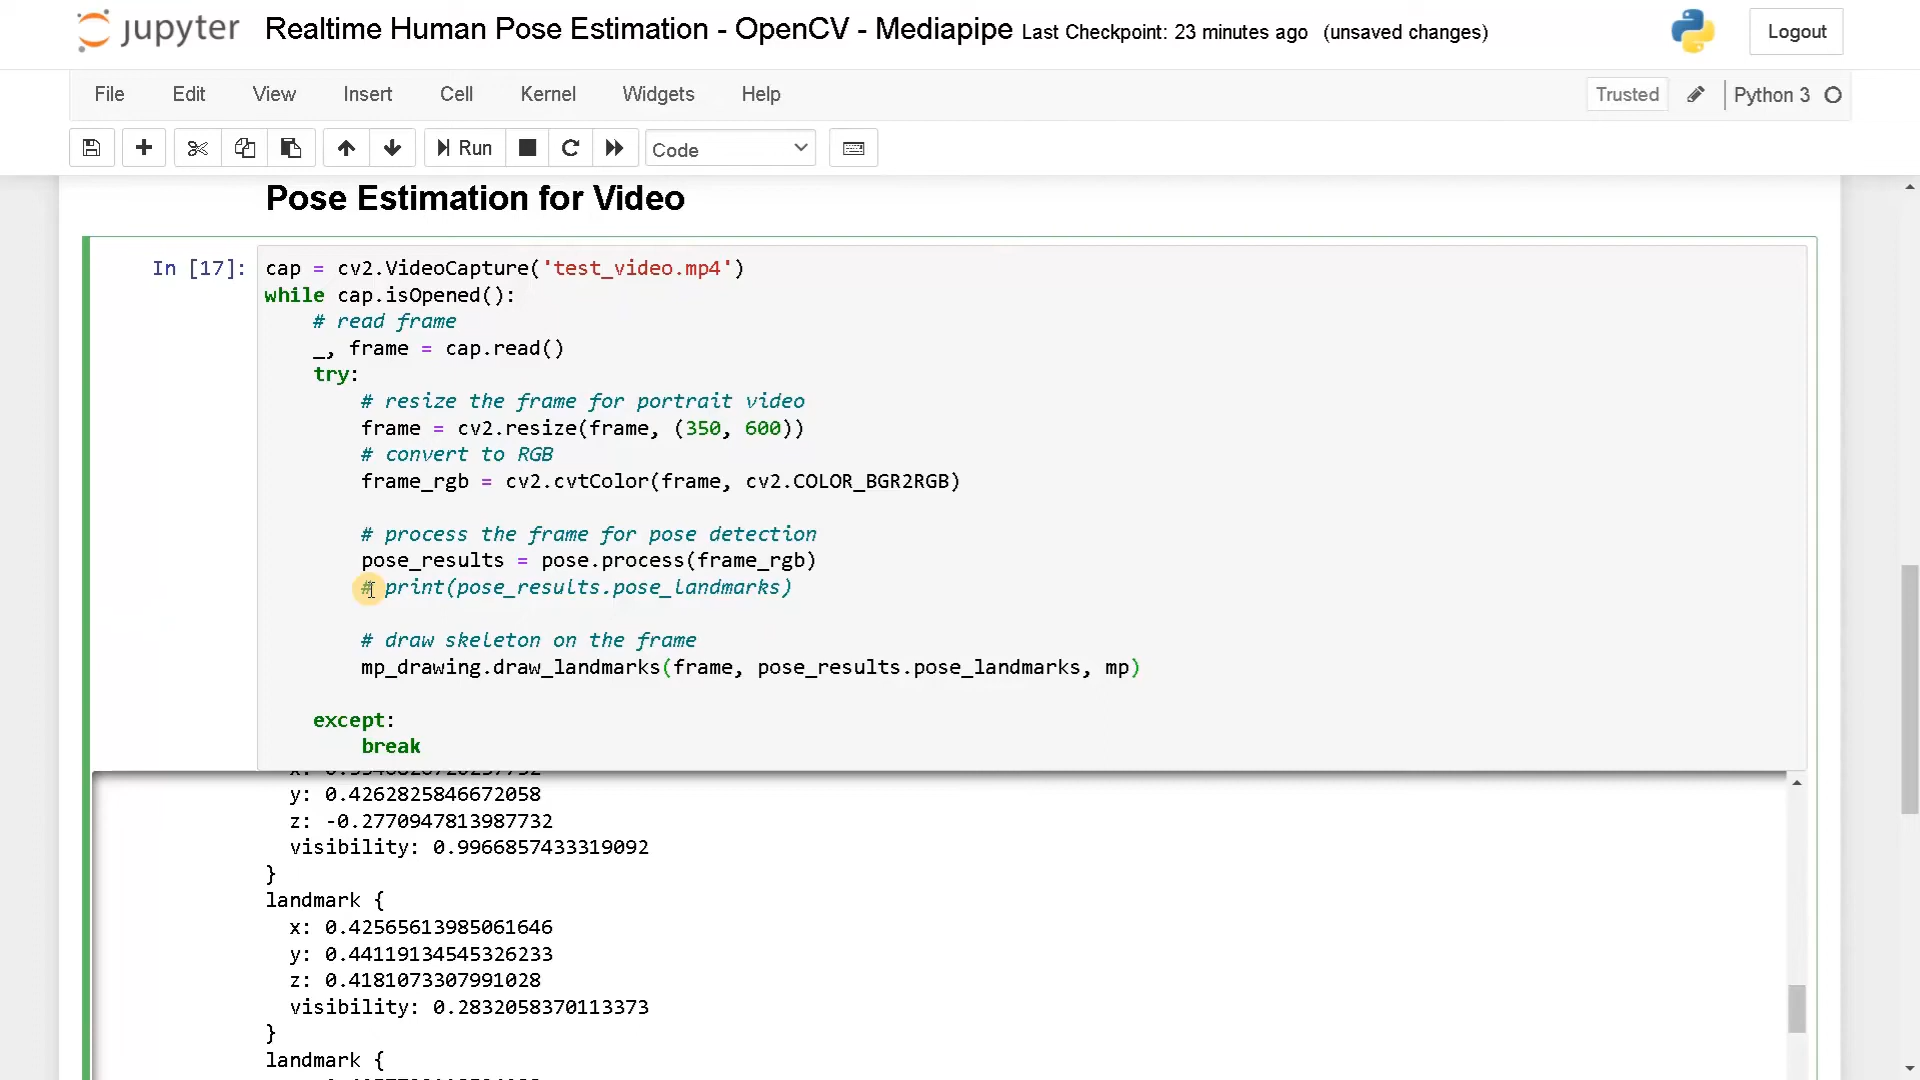 jupyter Realtime Human Pose Estimation - OpenCV - Mediapipe Last Checkpoint: 23 minutes ago (unsaved changes) Logout
File Edit View Insert Cell Kernel Widgets Help Trusted Python 3
Run Code
Pose Estimation for Video
In [17]: cap = cv2.VideoCapture('test_video.mp4')
while cap.isOpened():
# read frame
_, frame = cap.read()
try:
# resize the frame for portrait video
frame = cv2.resize(frame, (350, 600))
# convert to RGB
frame_rgb = cv2.cvtColor(frame, cv2.COLOR_BGR2RGB)
# process the frame for pose detection
pose_results = pose.process(frame_rgb)
# print(pose_results.pose_landmarks)
# draw skeleton on the frame
mp_drawing.draw_landmarks(frame, pose_results.pose_landmarks, mp)
except:
break
y: 0.4262825846672058
z: -0.2770947813987732
visibility: 0.9966857433319092
}
landmark {
x: 0.42565613985061646
y: 0.44119134545326233
z: 0.4181073307991028
visibility: 0.2832058370113373
}
landmark {